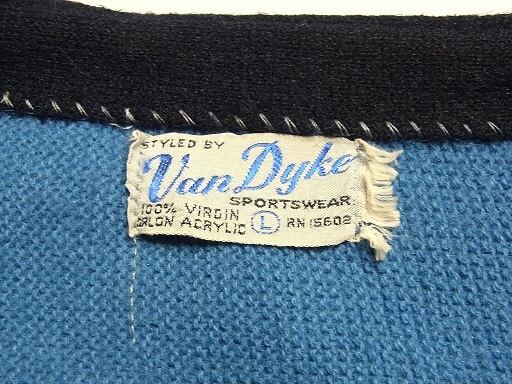 STYLED BY
Van Dyke
SPORTSWEAR
100% VIRGIN
ORLON ACRYLIC L RN 15602